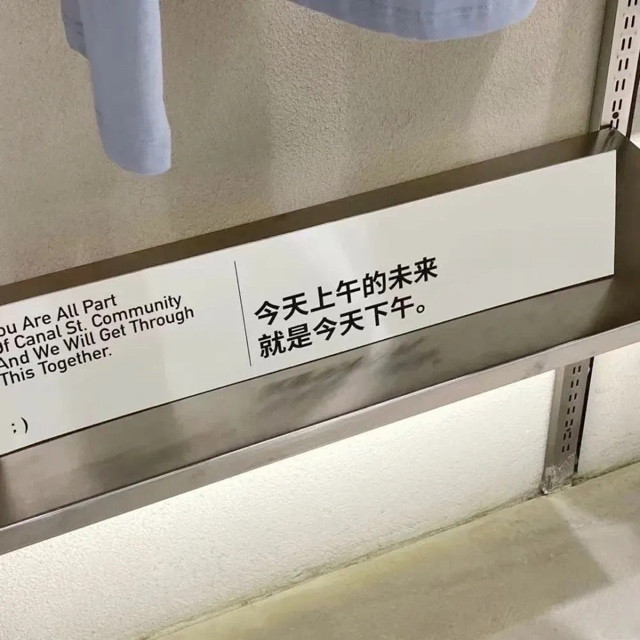 ou Are All Part
Of Canal St. Community
And We Will Get Through
This Together.
;)
今天上午的未来
就是今天下午。